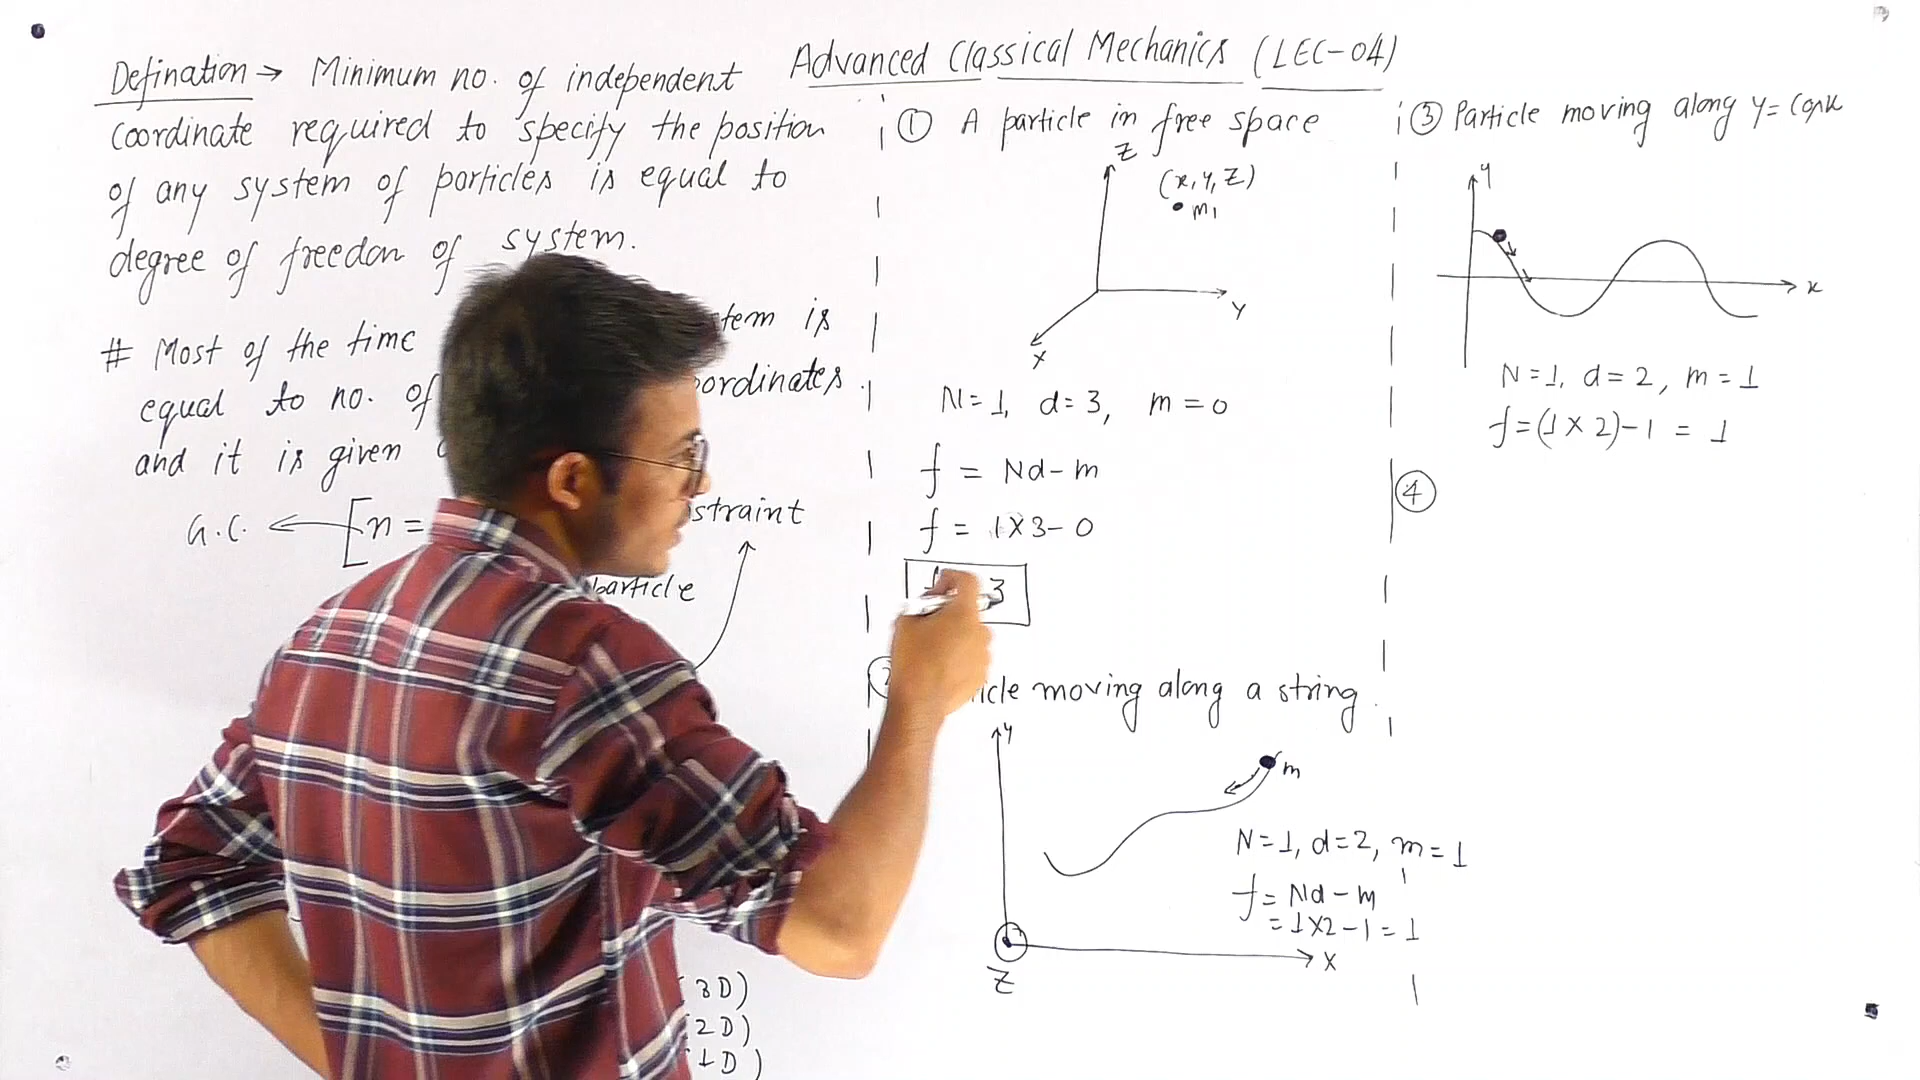 Advanced Classical Mechanics (LEC-04)
Defination → Minimum no. of independent
coordinate required to specify the position
of any system of particles is equal to
degree of freedom of system.
# Most of the time tem is
equal to no. of oordinates
and it is given
G.C. ← [n = straint
particle
3D)
2D)
1D)
① A particle in free space
Z
(x, y, z)
m1
Y
X
N=1, d=3, m=0
f = Nd-m
f = 1×3-0
3
icle moving along a string
y
m
N=1, d=2, m=1
f = Nd-m
= 1×2-1=1
X
Z
③ Particle moving along y= cosx
y
x
N=1, d=2, m=1
f=(1×2)-1 = 1
④